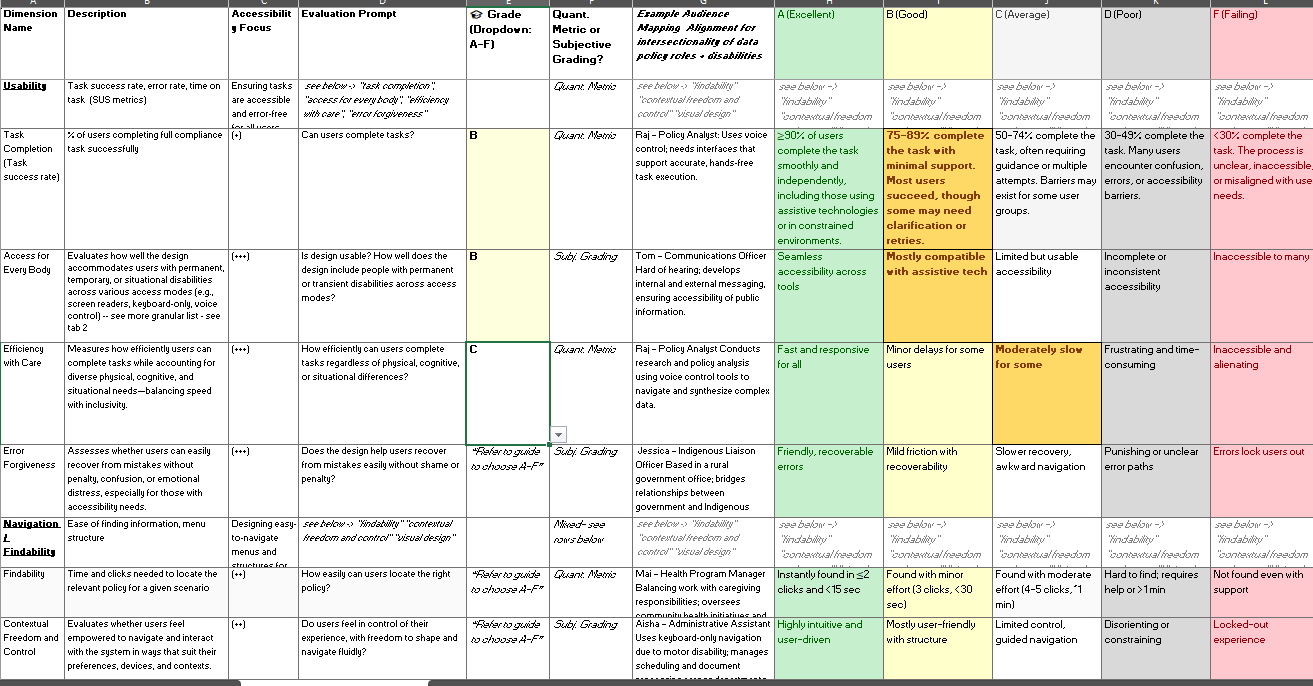 A B C D E F G H I J K L
Dimension
Name
Description
Accessibilit
y Focus
Evaluation Prompt
🎓 Grade
(Dropdown:
A–F)
Quant.
Metric or
Subjective
Grading?
Example Audience
Mapping Alignment for
intersectionality of data
policy roles + disabilities
A (Excellent)
B (Good)
C (Average)
D (Poor)
F (Failing)
Usability
Task success rate, error rate, time on
task (SUS metrics)
Ensuring tasks
are accessible
and error-free
for all users
see below -> "task completion",
"access for every body", "efficiency
with care", "error forgiveness"
Quant. Metric
see below -> "findability"
"contextual freedom and
control" "visual design"
see below ->
"findability"
"contextual freedom
see below ->
"findability"
"contextual freedom
see below ->
"findability"
"contextual freedom
see below ->
"findability"
"contextual freedom
see below ->
"findability"
"contextual freedom
Task
Completion
(Task
success rate)
% of users completing full compliance
task successfully
(+)
Can users complete tasks?
B
Quant. Metric
Raj – Policy Analyst: Uses voice
control; needs interfaces that
support accurate, hands-free
task execution.
≥90% of users
complete the task
smoothly and
independently,
including those using
assistive technologies
or in constrained
environments.
75–89% complete
the task with
minimal support.
Most users
succeed, though
some may need
clarification or
retries.
50–74% complete the
task, often requiring
guidance or multiple
attempts. Barriers may
exist for some user
groups.
30–49% complete the
task. Many users
encounter confusion,
errors, or accessibility
barriers.
<30% complete the
task. The process is
unclear, inaccessible,
or misaligned with use
needs.
Access for
Every Body
Evaluates how well the design
accommodates users with permanent,
temporary, or situational disabilities
across various access modes (e.g.,
screen readers, keyboard-only, voice
control) -- see more granular list - see
tab 2
(+++)
Is design usable? How well does the
design include people with permanent
or transient disabilities across access
modes?
B
Subj. Grading
Tom – Communications Officer
Hard of hearing; develops
internal and external messaging,
ensuring accessibility of public
information.
Seamless
accessibility across
tools
Mostly compatible
with assistive tech
Limited but usable
accessibility
Incomplete or
inconsistent
accessibility
Inaccessible to many
Efficiency
with Care
Measures how efficiently users can
complete tasks while accounting for
diverse physical, cognitive, and
situational needs—balancing speed
with inclusivity.
(+++)
How efficiently can users complete
tasks regardless of physical, cognitive,
or situational differences?
C
Quant. Metric
Raj – Policy Analyst Conducts
research and policy analysis
using voice control tools to
navigate and synthesize complex
data.
Fast and responsive
for all
Minor delays for some
users
Moderately slow
for some
Frustrating and time-
consuming
Inaccessible and
alienating
Error
Forgiveness
Assesses whether users can easily
recover from mistakes without
penalty, confusion, or emotional
distress, especially for those with
accessibility needs.
(+++)
Does the design help users recover
from mistakes easily without shame or
penalty?
"Refer to guide
to choose A–F"
Subj. Grading
Jessica – Indigenous Liaison
Officer Based in a rural
government office; bridges
relationships between
government and Indigenous
Friendly, recoverable
errors
Mild friction with
recoverability
Slower recovery,
awkward navigation
Punishing or unclear
error paths
Errors lock users out
Navigation
/
Findability
Ease of finding information, menu
structure
Designing easy-
to-navigate
menus and
structures for
see below -> "findability" "contextual
freedom and control" "visual design"
Mixed– see
rows below
see below -> "findability"
"contextual freedom and
control" "visual design"
see below ->
"findability"
"contextual freedom
see below ->
"findability"
"contextual freedom
see below ->
"findability"
"contextual freedom
see below ->
"findability"
"contextual freedom
see below ->
"findability"
"contextual freedom
Findability
Time and clicks needed to locate the
relevant policy for a given scenario
(++)
How easily can users locate the right
policy?
"Refer to guide
to choose A–F"
Quant. Metric
Mai – Health Program Manager
Balancing work with caregiving
responsibilities; oversees
community health initiatives and
Instantly found in ≤2
clicks and <15 sec
Found with minor
effort (3 clicks, <30
sec)
Found with moderate
effort (4–5 clicks, ~1
min)
Hard to find; requires
help or >1 min
Not found even with
support
Contextual
Freedom and
Control
Evaluates whether users feel
empowered to navigate and interact
with the system in ways that suit their
preferences, devices, and contexts.
(++)
Do users feel in control of their
experience, with freedom to shape and
navigate fluidly?
"Refer to guide
to choose A–F"
Subj. Grading
Aisha – Administrative Assistant
Uses keyboard-only navigation
due to motor disability; manages
scheduling and document
Highly intuitive and
user-driven
Mostly user-friendly
with structure
Limited control,
guided navigation
Disorienting or
constraining
Locked-out
experience